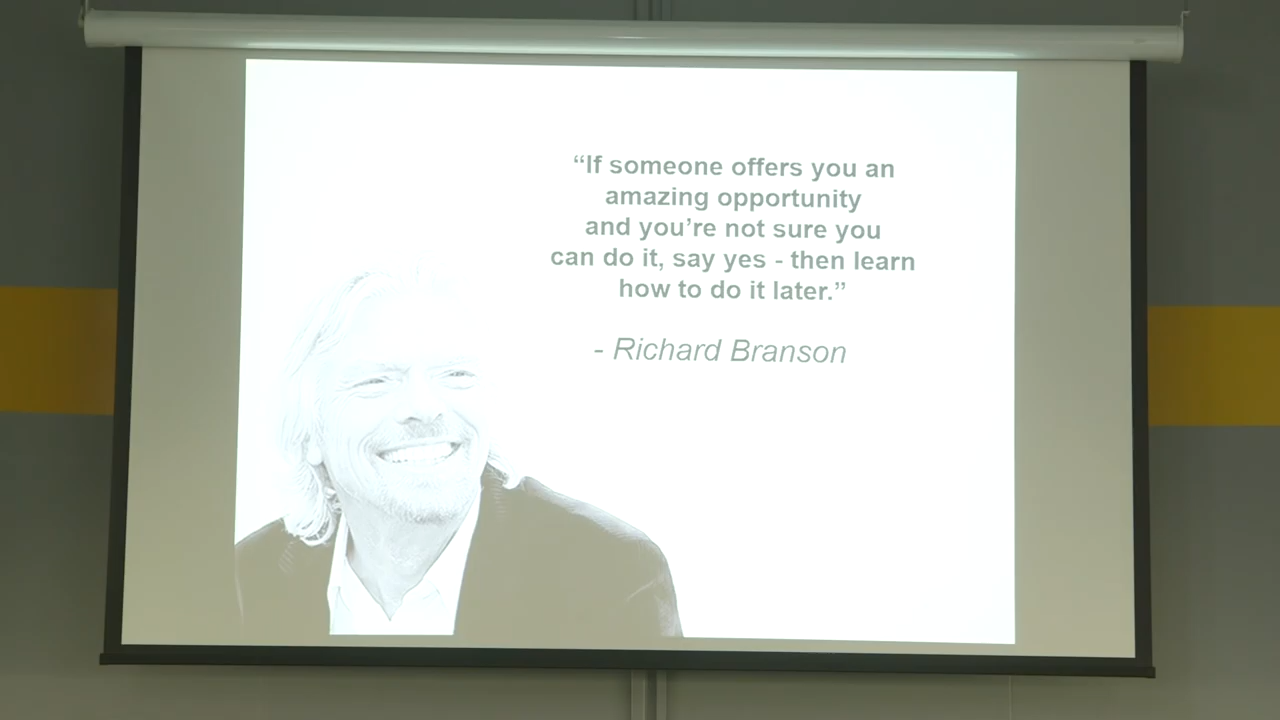 “If someone offers you an
amazing opportunity
and you’re not sure you
can do it, say yes - then learn
how to do it later.”
- Richard Branson